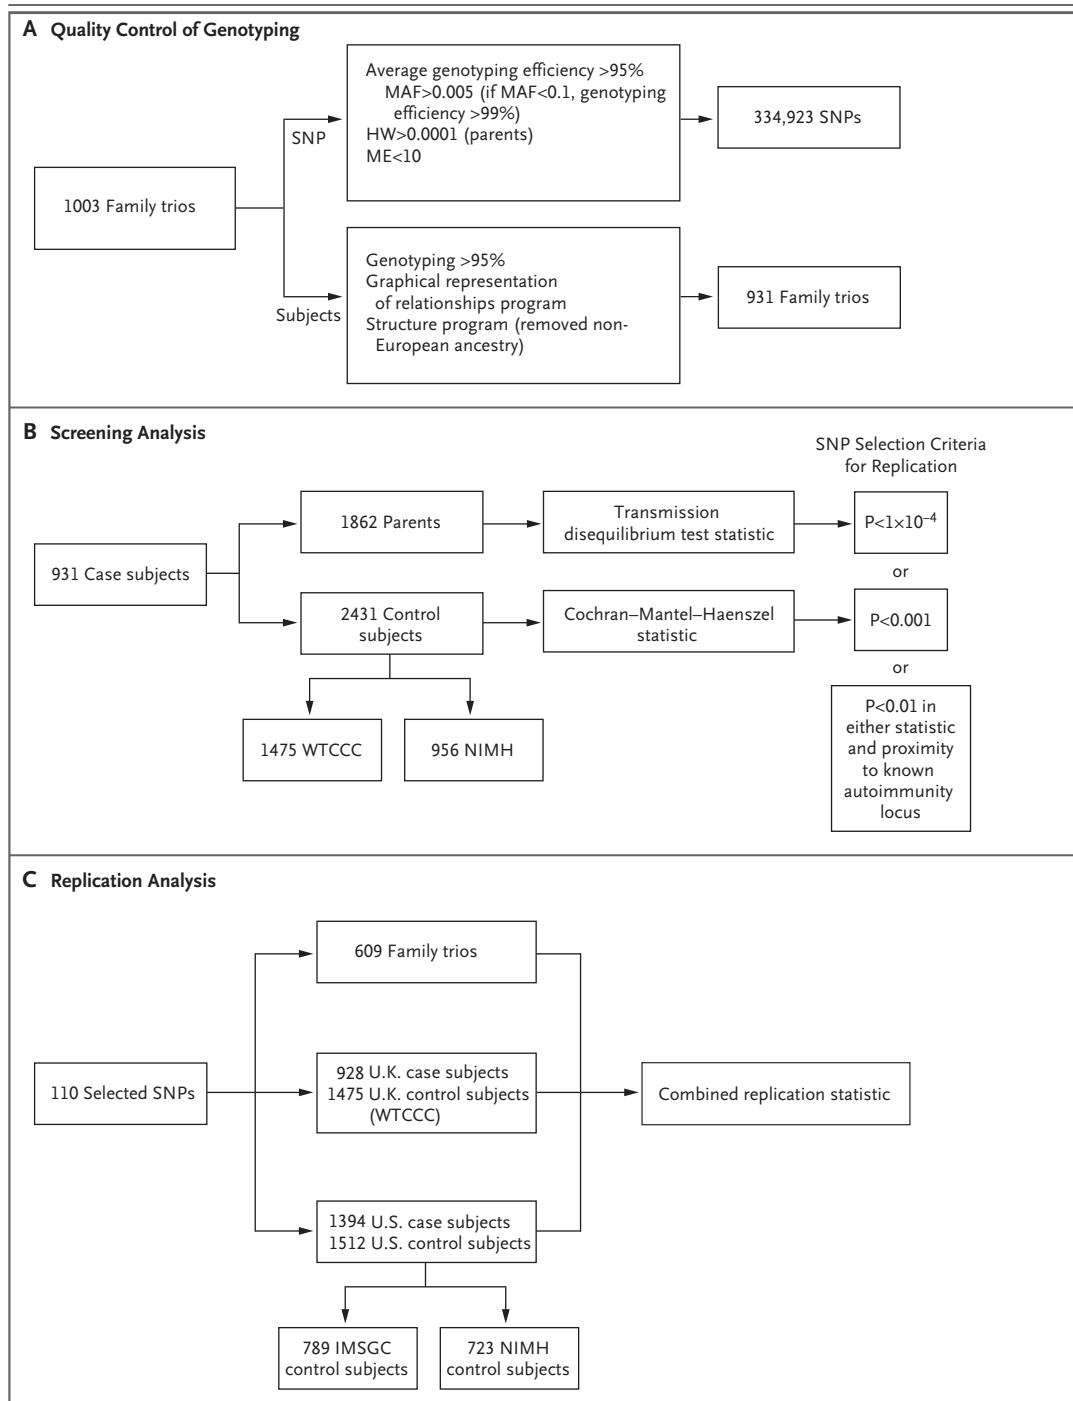 A Quality Control of Genotyping
1003 Family trios
SNP
Average genotyping efficiency >95%
MAF>0.005 (if MAF<0.1, genotyping
efficiency >99%)
HW>0.0001 (parents)
ME<10
334,923 SNPs
Subjects
Genotyping >95%
Graphical representation
of relationships program
Structure program (removed non-
European ancestry)
931 Family trios
B Screening Analysis
SNP Selection Criteria
for Replication
931 Case subjects
1862 Parents
Transmission
disequilibrium test statistic
P<1×10⁻⁴
or
2431 Control
subjects
Cochran–Mantel–Haenszel
statistic
P<0.001
or
1475 WTCCC
956 NIMH
P<0.01 in
either statistic
and proximity
to known
autoimmunity
locus
C Replication Analysis
110 Selected SNPs
609 Family trios
928 U.K. case subjects
1475 U.K. control subjects
(WTCCC)
Combined replication statistic
1394 U.S. case subjects
1512 U.S. control subjects
789 IMSGC
control subjects
723 NIMH
control subjects